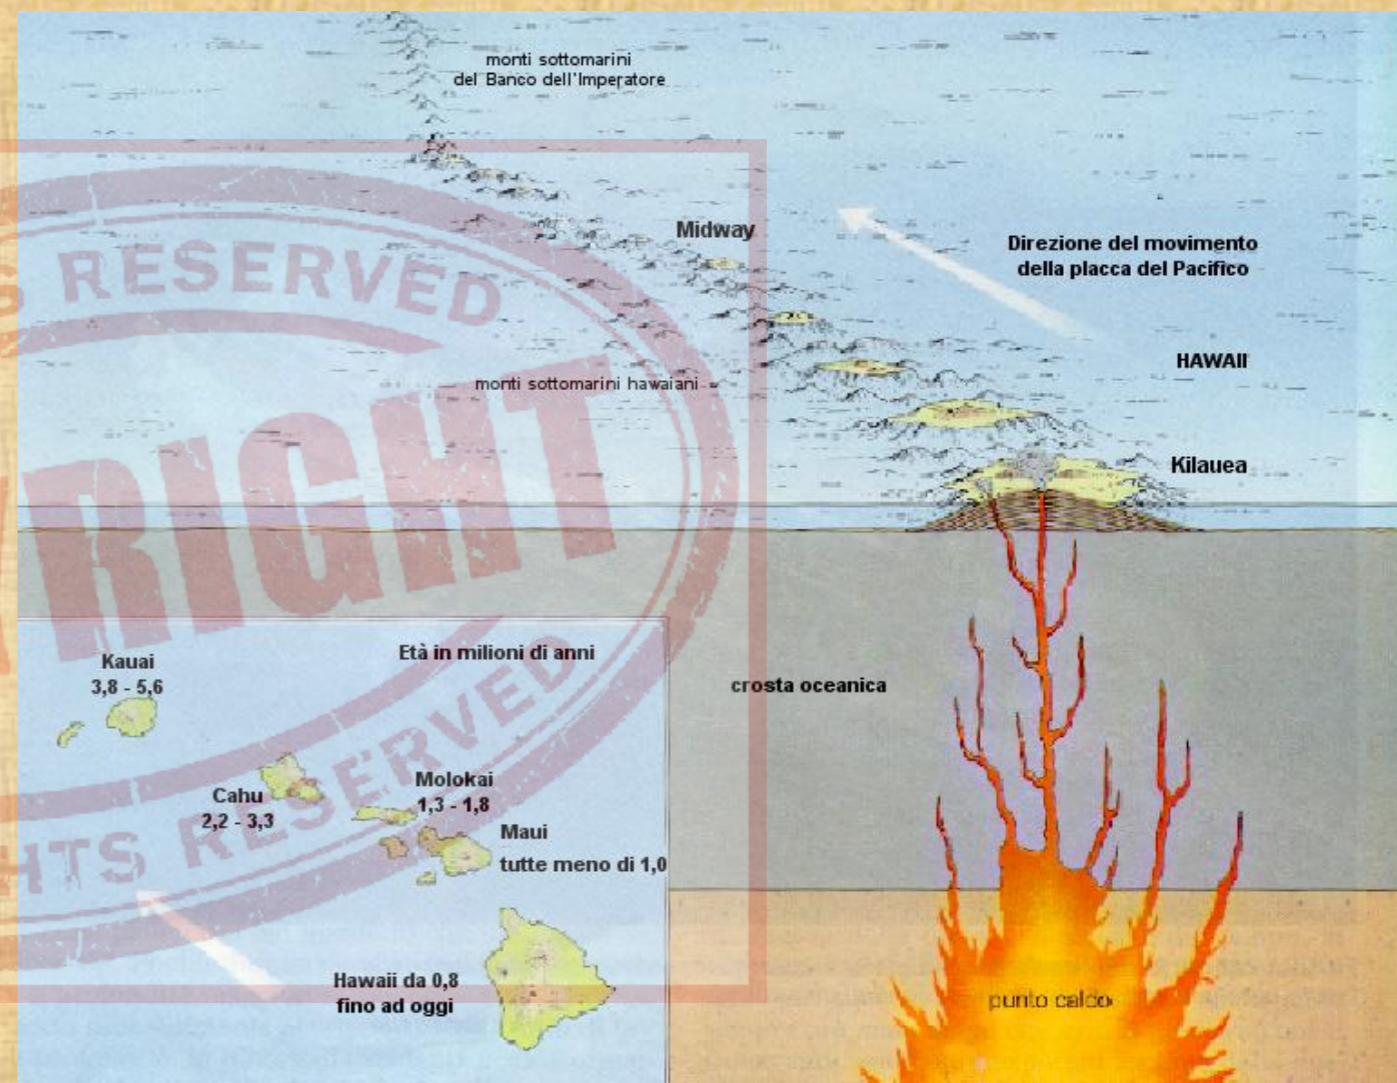 monti sottomarini
del Banco dell'Imperatore
Midway
Direzione del movimento
della placca del Pacifico
HAWAII
monti sottomarini hawaiani
Kilauea
S RESERVED
RIGHT
HTS RESERVED
Età in milioni di anni
Kauai
3,8 - 5,6
crosta oceanica
Cahu
2,2 - 3,3
Molokai
1,3 - 1,8
Maui
tutte meno di 1,0
Hawaii da 0,8
fino ad oggi
punto caldo